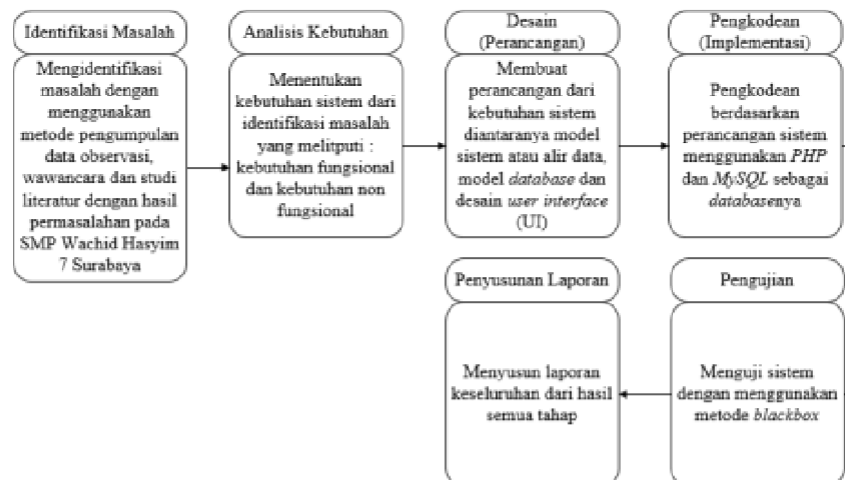 Identifikasi Masalah
Mengidentifikasi
masalah dengan
menggunakan
metode pengumpulan
data observasi,
wawancara dan studi
literatur dengan hasil
permasalahan pada
SMP Wachid Hasyim
7 Surabaya
Analisis Kebutuhan
Menentukan
kebutuhan sistem dari
identifikasi masalah
yang melitputi :
kebutuhan fungsional
dan kebutuhan non
fungsional
Desain
(Perancangan)
Membuat
perancangan dari
kebutuhan sistem
diantaranya model
sistem atau alir data,
model database dan
desain user interface
(UI)
Pengkodean
(Implementasi)
Pengkodean
berdasarkan
perancangan sistem
menggunakan PHP
dan MySQL sebagai
databasenya
Pengujian
Menguji sistem
dengan menggunakan
metode blackbox
Penyusunan Laporan
Menyusun laporan
keseluruhan dari hasil
semua tahap